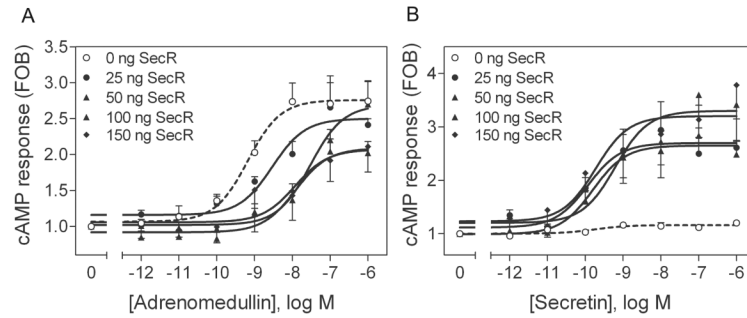 A
cAMP response (FOB)
3.5
3.0
2.5
2.0
1.5
1.0
0.5
0 ng SecR
25 ng SecR
50 ng SecR
100 ng SecR
150 ng SecR
0 -12 -11 -10 -9 -8 -7 -6
[Adrenomedullin], log M
B
cAMP response (FOB)
4
3
2
1
0 ng SecR
25 ng SecR
50 ng SecR
100 ng SecR
150 ng SecR
0 -12 -11 -10 -9 -8 -7 -6
[Secretin], log M